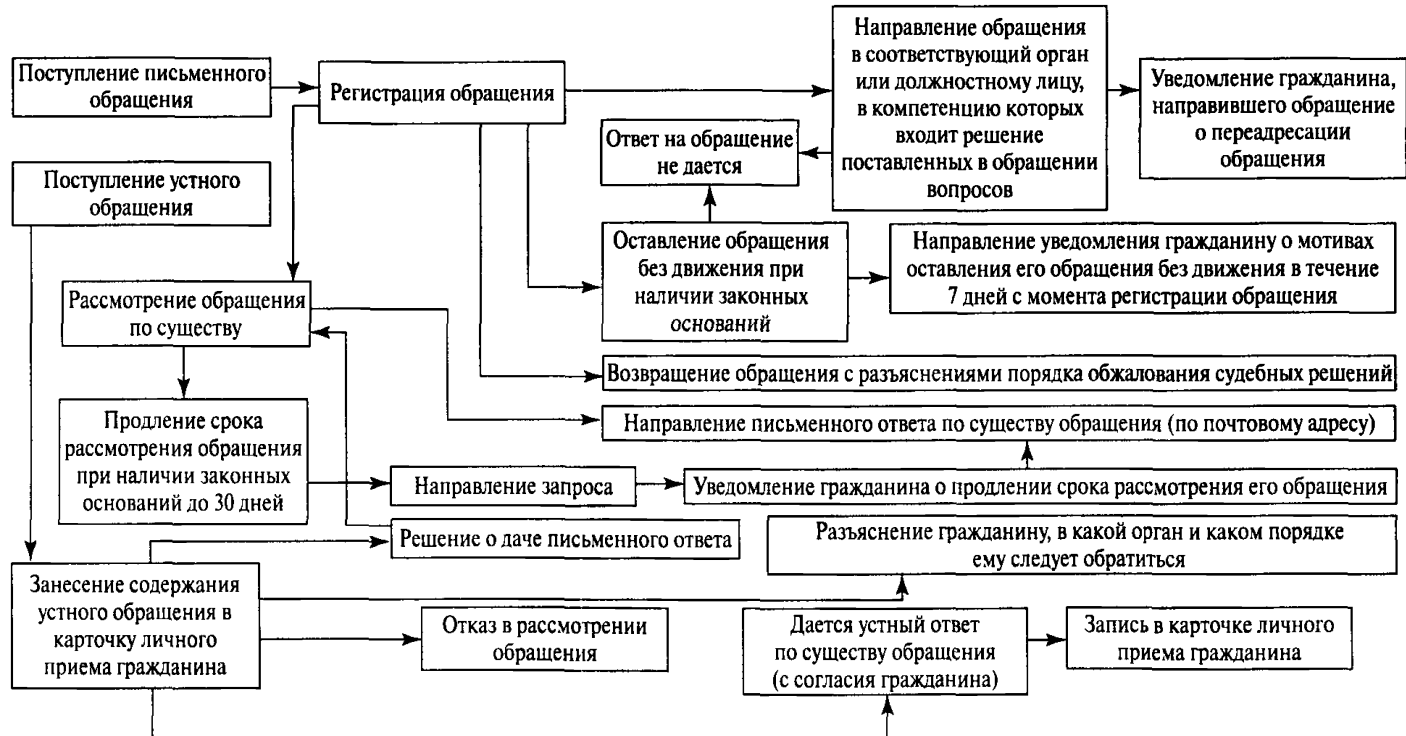 Поступление письменного
обращения
Регистрация обращения
Направление обращения
в соответствующий орган
или должностному лицу,
в компетенцию которых
входит решение
поставленных в обращении
вопросов
Уведомление гражданина,
направившего обращение
о переадресации
обращения
Ответ на обращение
не дается
Поступление устного
обращения
Оставление обращения
без движения при
наличии законных
оснований
Направление уведомления гражданину о мотивах
оставления его обращения без движения в течение
7 дней с момента регистрации обращения
Рассмотрение обращения
по существу
Возвращение обращения с разъяснениями порядка обжалования судебных решений
Продление срока
рассмотрения обращения
при наличии законных
оснований до 30 дней
Направление письменного ответа по существу обращения (по почтовому адресу)
Направление запроса
Уведомление гражданина о продлении срока рассмотрения его обращения
Решение о даче письменного ответа
Разъяснение гражданину, в какой орган и каком порядке
ему следует обратиться
Занесение содержания
устного обращения в
карточку личного
приема гражданина
Отказ в рассмотрении
обращения
Дается устный ответ
по существу обращения
(с согласия гражданина)
Запись в карточке личного
приема гражданина